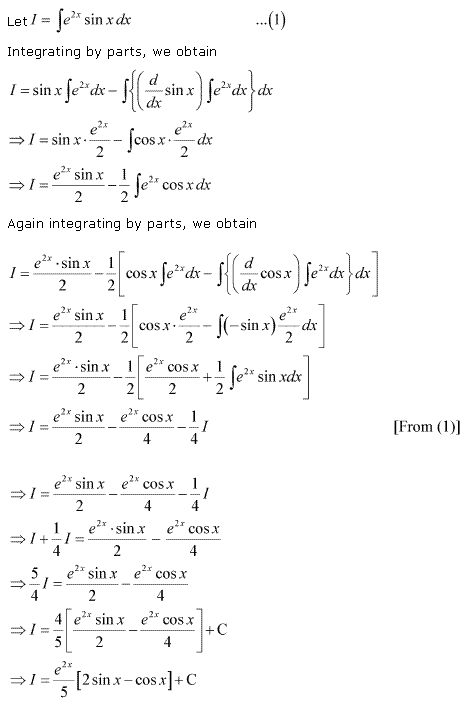 Let I = ∫e^{2x} sin x dx ...(1)
Integrating by parts, we obtain
I = sin x ∫e^{2x}dx − ∫{(d/dx sin x) ∫e^{2x}dx}dx
⇒ I = sin x · e^{2x}/2 − ∫cos x · e^{2x}/2 dx
⇒ I = e^{2x} sin x/2 − 1/2 ∫e^{2x} cos x dx
Again integrating by parts, we obtain
I = e^{2x} · sin x/2 − 1/2 [cos x ∫e^{2x}dx − ∫{(d/dx cos x) ∫e^{2x}dx}dx]
⇒ I = e^{2x} sin x/2 − 1/2 [cos x · e^{2x}/2 − ∫(−sin x) e^{2x}/2 dx]
⇒ I = e^{2x} · sin x/2 − 1/2 [e^{2x} cos x/2 + 1/2 ∫e^{2x} sin xdx]
⇒ I = e^{2x} sin x/2 − e^{2x} cos x/4 − 1/4 I [From (1)]
⇒ I = e^{2x} sin x/2 − e^{2x} cos x/4 − 1/4 I
⇒ I + 1/4 I = e^{2x} · sin x/2 − e^{2x} cos x/4
⇒ 5/4 I = e^{2x} sin x/2 − e^{2x} cos x/4
⇒ I = 4/5 [e^{2x} sin x/2 − e^{2x} cos x/4] + C
⇒ I = e^{2x}/5 [2 sin x − cos x] + C